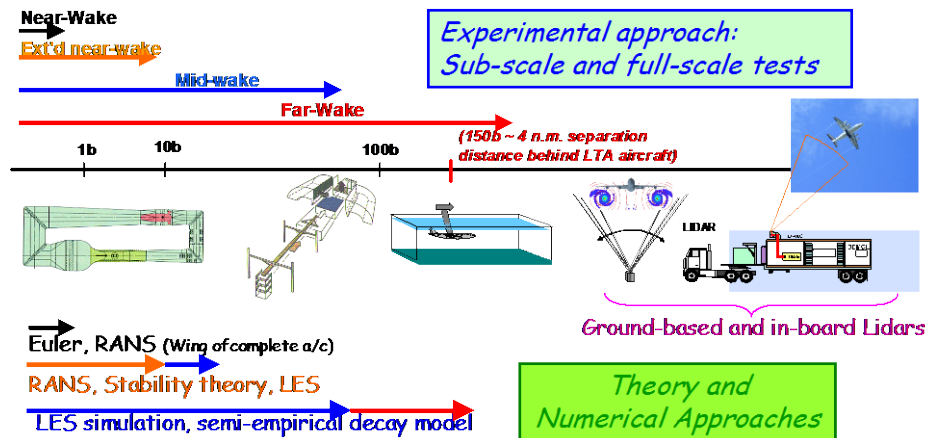 Near-Wake
Ext'd near-wake
Mid-wake
Far-Wake
Experimental approach:
Sub-scale and full-scale tests
(150b ~ 4 n.m. separation
distance behind LTA aircraft)
1b
10b
100b
LIDAR
Ground-based and in-board Lidars
Euler, RANS (Wing of complete a/c)
RANS, Stability theory, LES
LES simulation, semi-empirical decay model
Theory and
Numerical Approaches